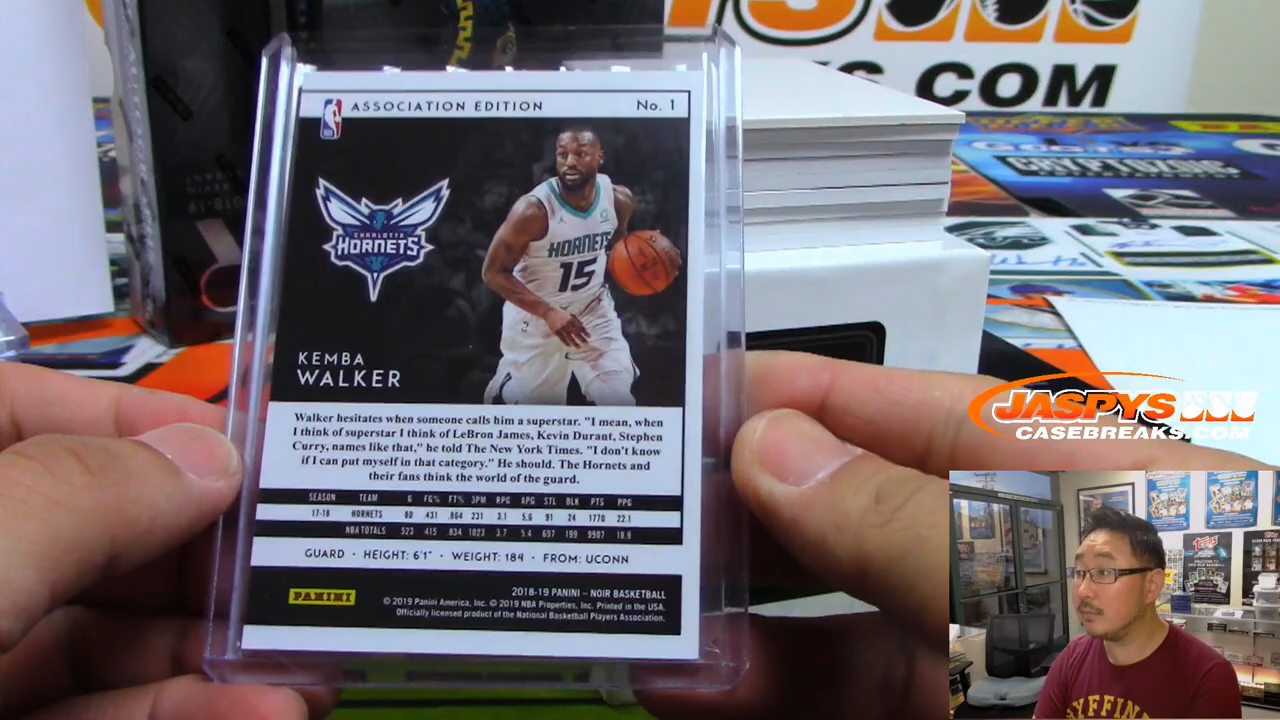 ASSOCIATION EDITION No. 1
CHARLOTTE
HORNETS
HORNETS
15
KEMBA
WALKER
Walker hesitates when someone calls him a superstar. "I mean, when
I think of superstar I think of LeBron James, Kevin Durant, Stephen
Curry, names like that," he told The New York Times. "I don't know
if I can put myself in that category." He should. The Hornets and
their fans think the world of the guard.
SEASON TEAM G FG% FT% 3PM RPG APG STL BLK PTS PPG
17-18 HORNETS 80 .431 .864 231 3.1 5.6 91 24 1770 22.1
NBA TOTALS 523 .415 .834 1023 3.7 5.4 697 199 9907 18.9
GUARD • HEIGHT: 6'1" • WEIGHT: 184 • FROM: UCONN
PANINI
2018-19 PANINI – NOIR BASKETBALL
© 2019 Panini America, Inc. © 2019 NBA Properties, Inc. Printed in the USA.
Officially licensed product of the National Basketball Players Association.
.COM
CRYPTOZOIC
2018-19
JASPYS
CASEBREAKS.COM
TOPPS